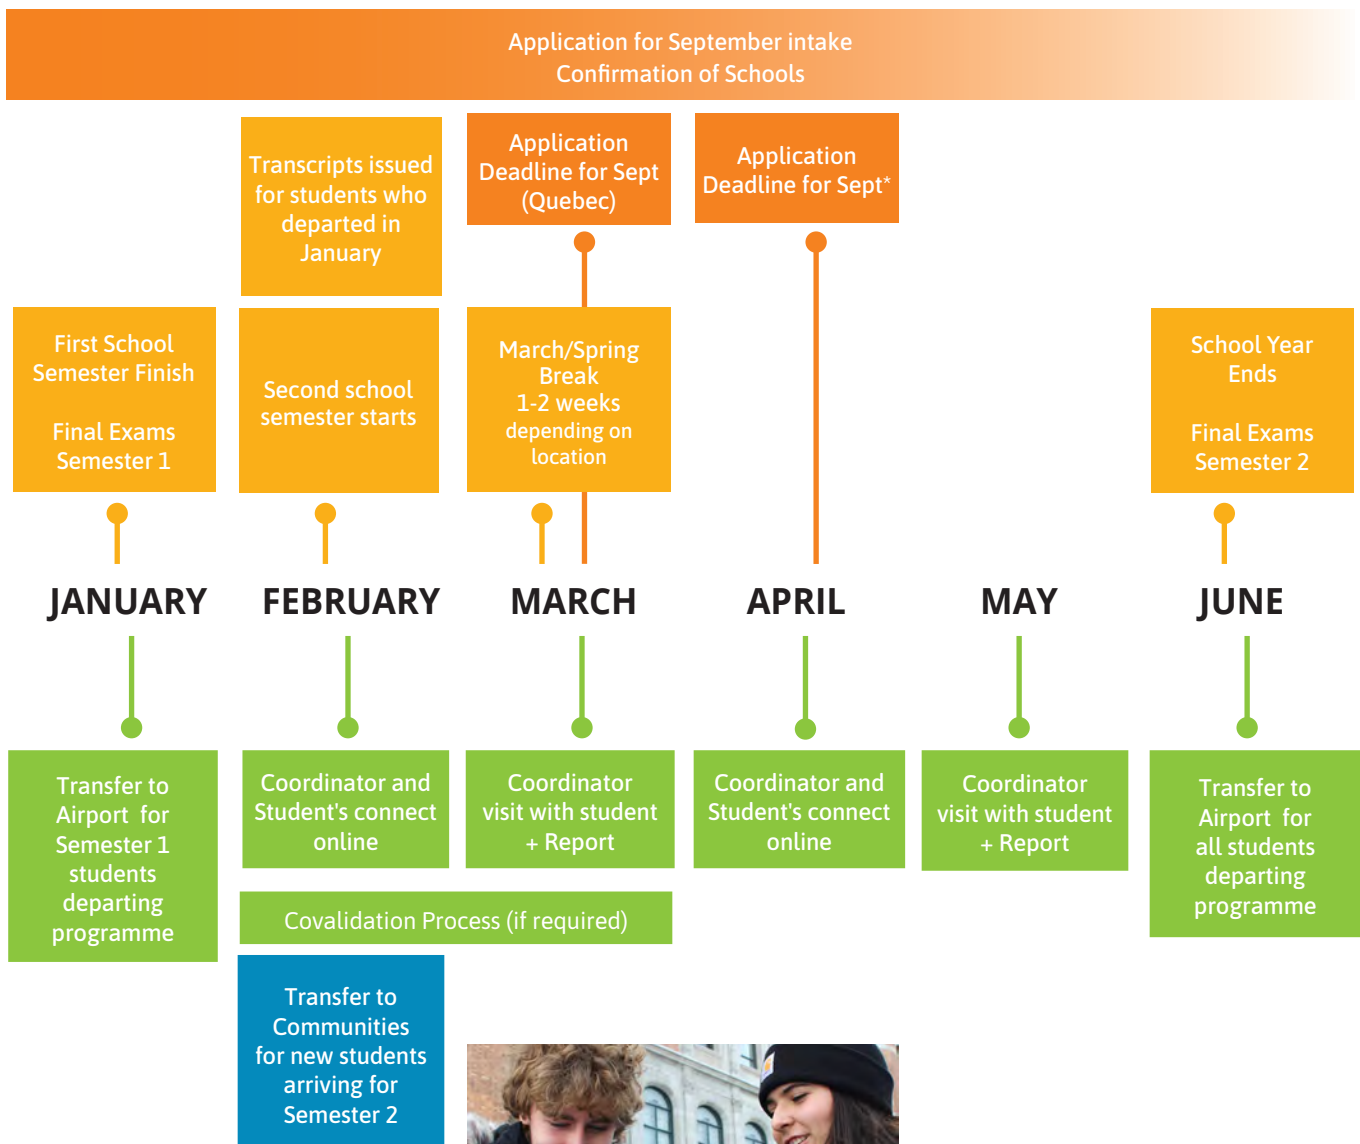 Application for September intake
Confirmation of Schools
Transcripts issued
for students who
departed in
January
Application
Deadline for Sept
(Quebec)
Application
Deadline for Sept*
First School
Semester Finish
Final Exams
Semester 1
Second school
semester starts
March/Spring
Break
1-2 weeks
depending on
location
School Year
Ends
Final Exams
Semester 2
JANUARY
FEBRUARY
MARCH
APRIL
MAY
JUNE
Transfer to
Airport for
Semester 1
students
departing
programme
Coordinator and
Student's connect
online
Coordinator
visit with student
+ Report
Coordinator and
Student's connect
online
Coordinator
visit with student
+ Report
Transfer to
Airport for
all students
departing
programme
Covalidation Process (if required)
Transfer to
Communities
for new students
arriving for
Semester 2